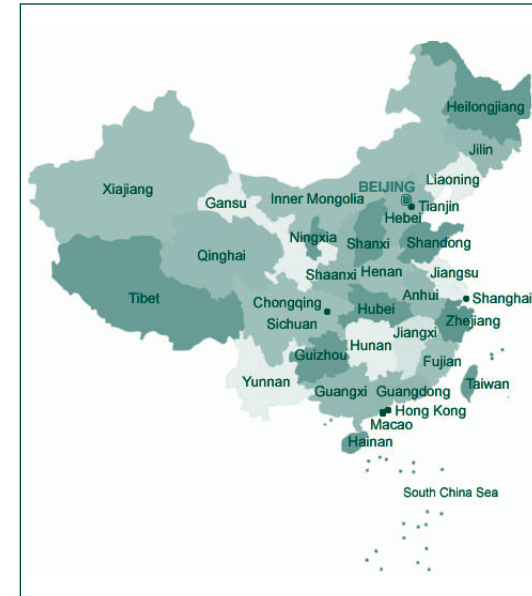 Heilongjiang
Jilin
Liaoning
BEIJING
Xiajiang
Inner Mongolia
Gansu
Tianjin
Hebei
Ningxia
Shanxi
Shandong
Qinghai
Shaanxi
Henan
Jiangsu
Tibet
Chongqing
Anhui
Shanghai
Sichuan
Hubei
Zhejiang
Jiangxi
Hunan
Guizhou
Fujian
Yunnan
Guangxi
Guangdong
Taiwan
Hong Kong
Macao
Hainan
South China Sea